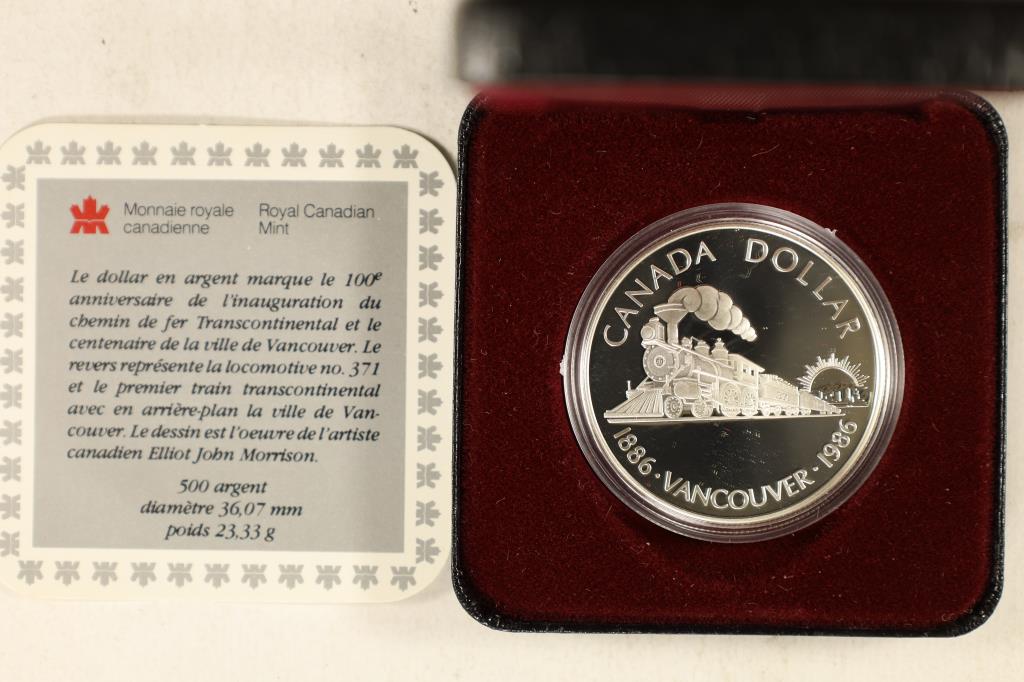 Monnaie royale canadienne
Royal Canadian Mint
Le dollar en argent marque le 100e
anniversaire de l'inauguration du
chemin de fer Transcontinental et le
centenaire de la ville de Vancouver. Le
revers représente la locomotive no. 371
et le premier train transcontinental
avec en arrière-plan la ville de Van-
couver. Le dessin est l'oeuvre de l'artiste
canadien Elliot John Morrison.
500 argent
diamètre 36,07 mm
poids 23,33 g
CANADA DOLLAR
1886 · VANCOUVER · 1986